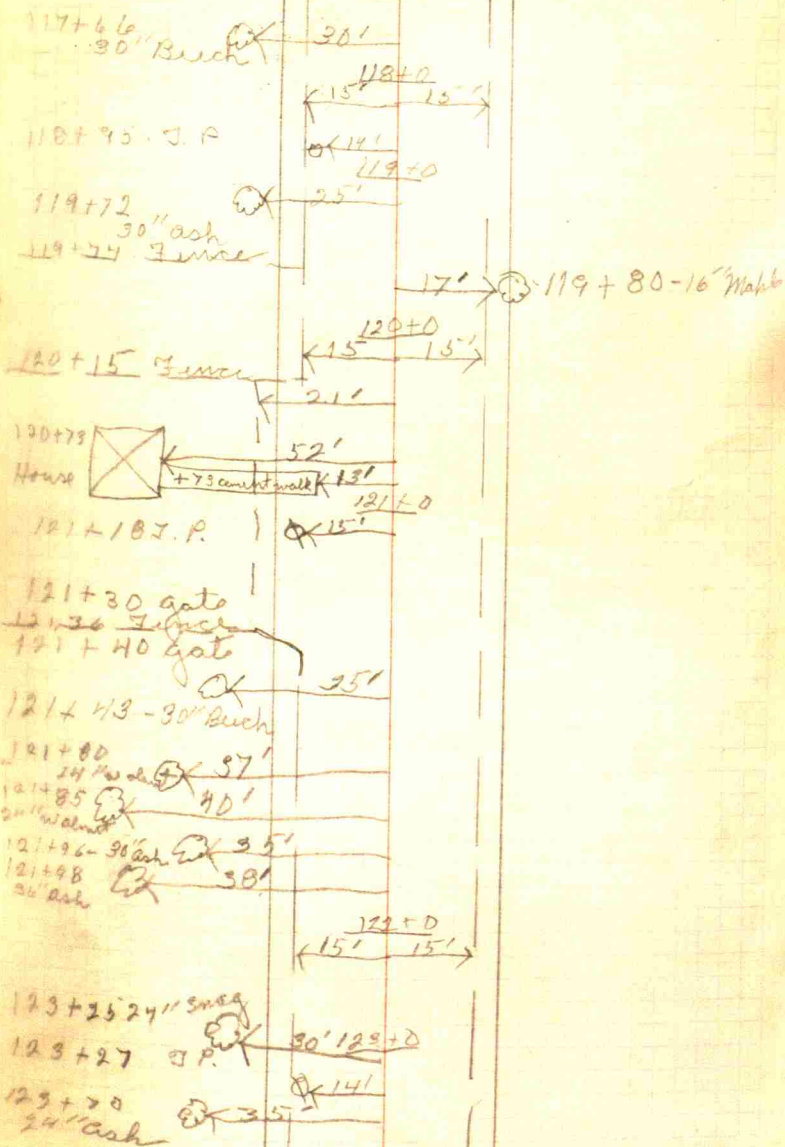 117+66
30" Beech 30'
118+0
15' 15'
118+95 - T.P. 14'
119+0
119+72 25'
30" ash
119+74 Fence
17' 119+80-16" Maple
120+0
15 15'
120+15 Fence
21'
120+73 52'
House +73 cement walk 13'
121+0
121+18 T.P. 15'
121+30 gate
121+36 Fence
121+40 gate
25'
121+43-30" Beech
121+80
24" Walnut 37'
121+85 40'
24" Walnut
121+96-30" ash 35'
121+98 38'
36" ash
122+0
15' 15'
123+25 24" Snag
30' 123+0
123+27 T.P.
14'
123+70 35'
24" ash